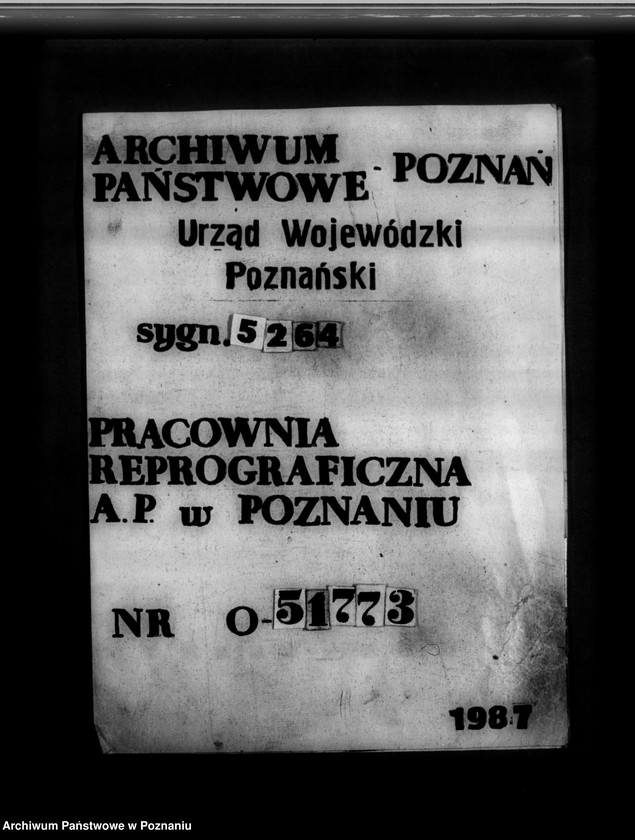 ARCHIWUM
PAŃSTWOWE - POZNAŃ
Urząd Wojewódzki
Poznański
sygn. 5264
PRACOWNIA
REPROGRAFICZNA
A.P. w POZNANIU
NR O-51773
1987
Archiwum Państwowe w Poznaniu